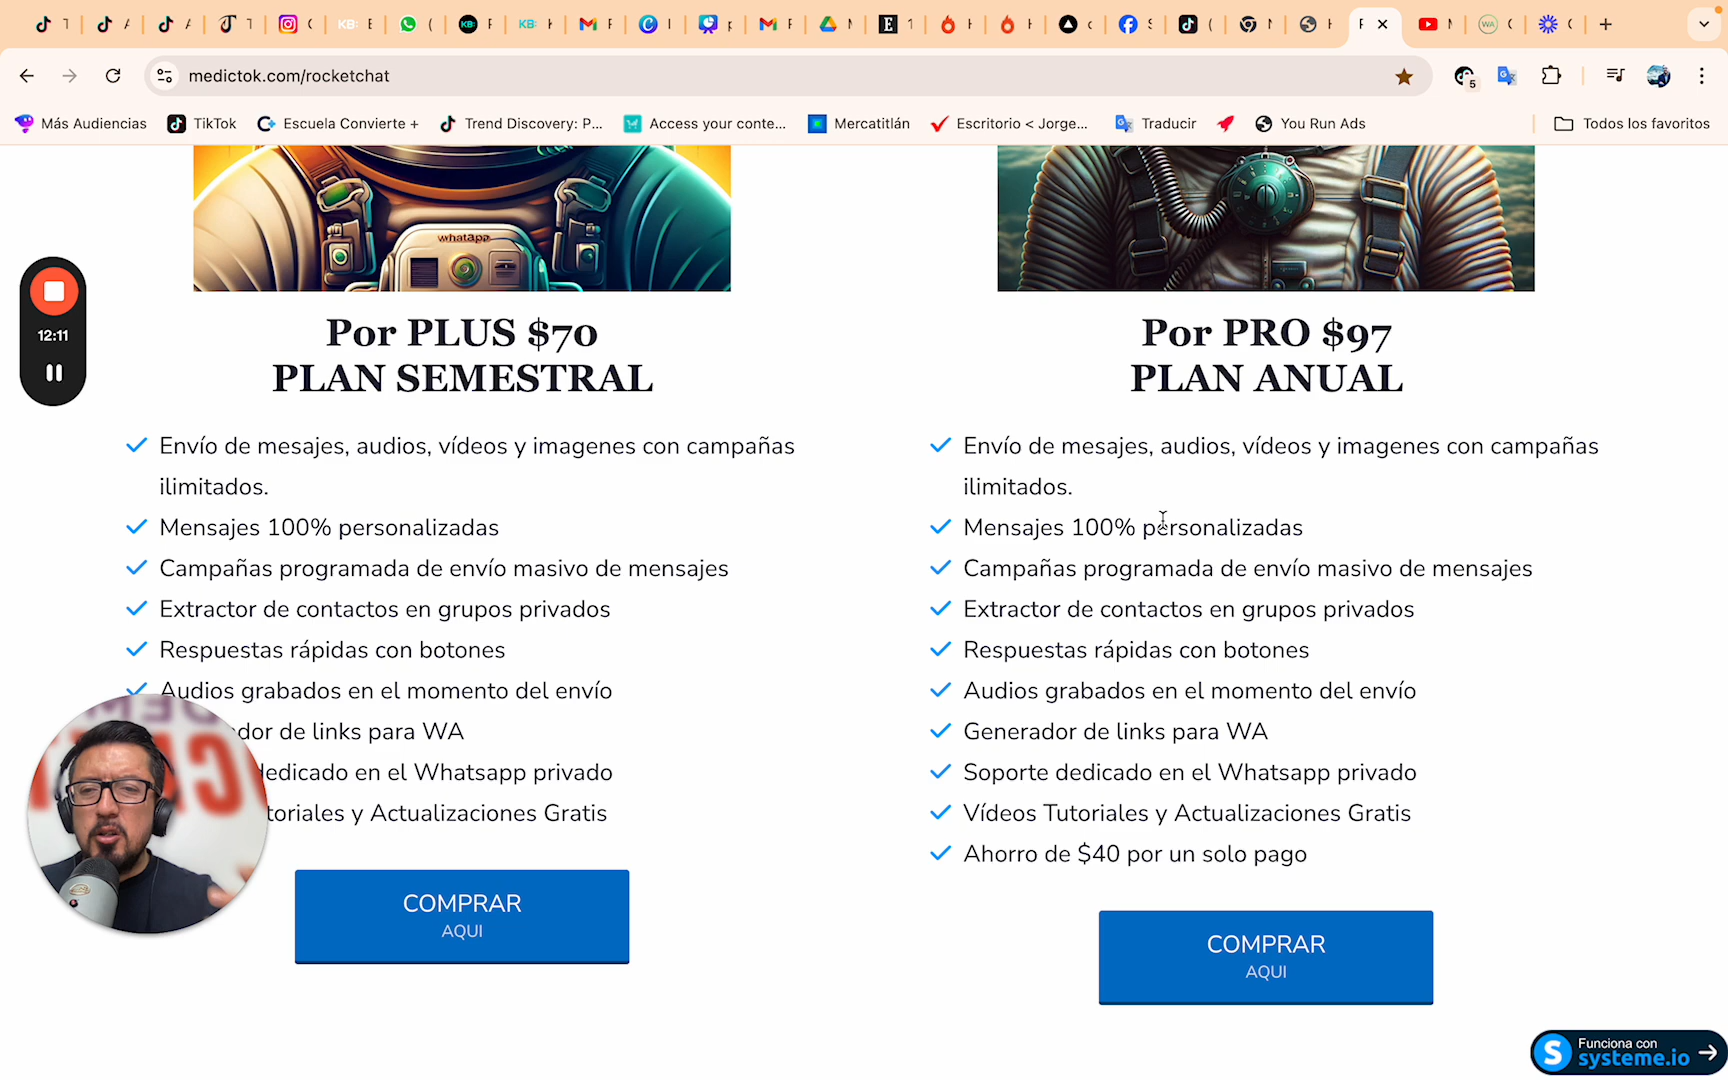 medictok.com/rocketchat
5
Más Audiencias
TikTok
Escuela Convierte +
Trend Discovery: P...
Access your conte...
Mercatitlán
Escritorio < Jorge...
Traducir
You Run Ads
Todos los favoritos
whatapp
12:11
Por PLUS $70
PLAN SEMESTRAL
Envío de mesajes, audios, vídeos y imagenes con campañas
ilimitados.
Mensajes 100% personalizadas
Campañas programada de envío masivo de mensajes
Extractor de contactos en grupos privados
Respuestas rápidas con botones
Audios grabados en el momento del envío
dor de links para WA
dedicado en el Whatsapp privado
toriales y Actualizaciones Gratis
COMPRAR
AQUI
Por PRO $97
PLAN ANUAL
Envío de mesajes, audios, vídeos y imagenes con campañas
ilimitados.
Mensajes 100% personalizadas
Campañas programada de envío masivo de mensajes
Extractor de contactos en grupos privados
Respuestas rápidas con botones
Audios grabados en el momento del envío
Generador de links para WA
Soporte dedicado en el Whatsapp privado
Vídeos Tutoriales y Actualizaciones Gratis
Ahorro de $40 por un solo pago
COMPRAR
AQUI
Funciona con
systeme.io